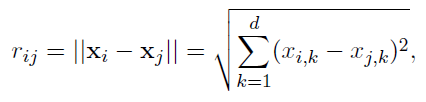 $r_{ij} = ||\mathbf{x}_i - \mathbf{x}_j|| = \sqrt{\sum_{k=1}^{d} (x_{i,k} - x_{j,k})^2},$